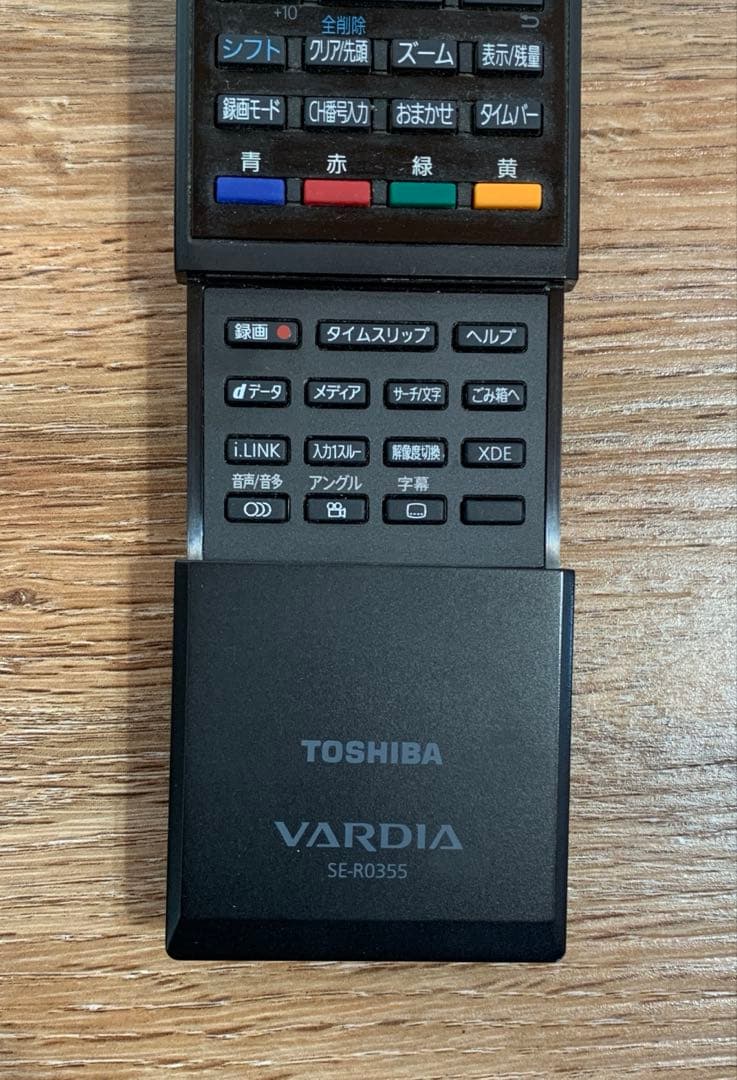 +10
全削除
シフト クリア/先頭 ズーム 表示/残量
録画モード CH番号入力 おまかせ タイムバー
青 赤 緑 黄
録画 タイムスリップ ヘルプ
dデータ メディア サーチ/文字 ごみ箱へ
i.LINK 入力1スルー 解像度切換 XDE
音声/音多 アングル 字幕
TOSHIBA
VARDIA
SE-R0355